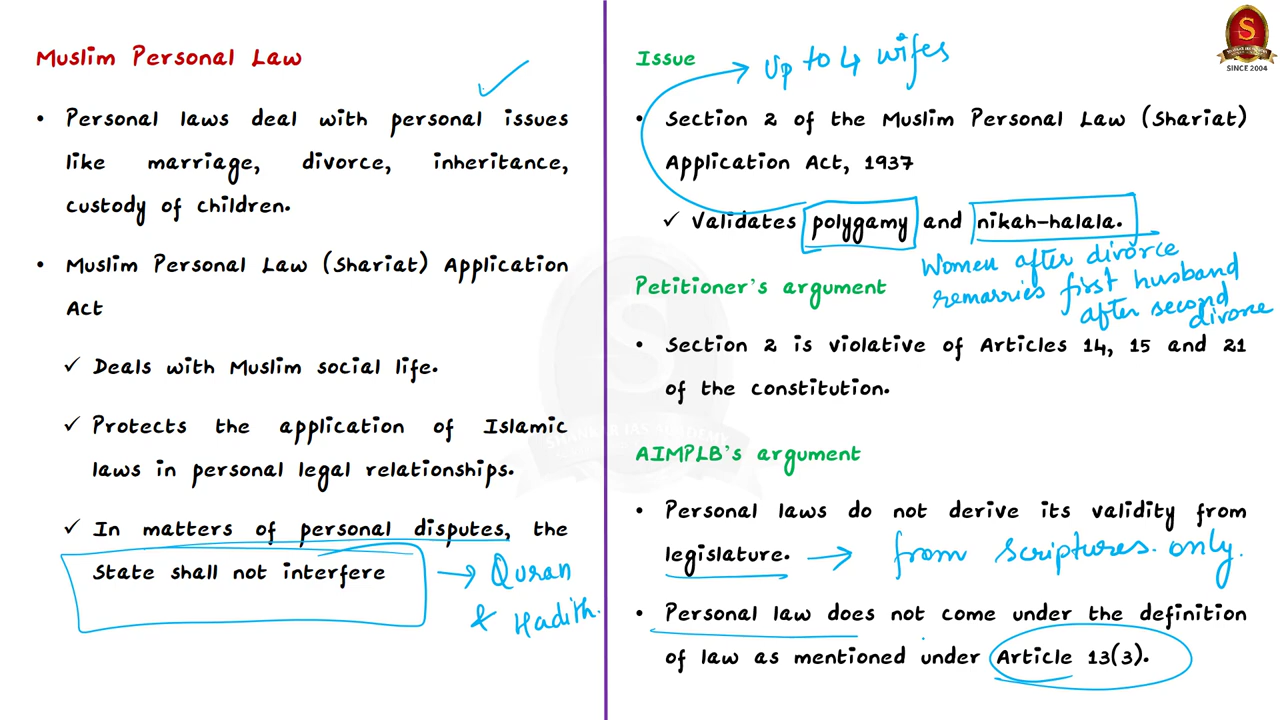 Muslim Personal Law
• Personal laws deal with personal issues
like marriage, divorce, inheritance,
custody of children.
• Muslim Personal Law (Shariat) Application
Act
✓ Deals with Muslim social life.
✓ Protects the application of Islamic
laws in personal legal relationships.
✓ In matters of personal disputes, the
State shall not interfere → Quran
& Hadith.
S
SINCE 2004
Issue
Up to 4 wifes
• Section 2 of the Muslim Personal Law (Shariat)
Application Act, 1937
✓ Validates polygamy and nikah-halala.
Women after divorce
remarries first husband
after second
divorce
Petitioner's argument
• Section 2 is violative of Articles 14, 15 and 21
of the constitution.
AIMPLB's argument
• Personal laws do not derive its validity from
legislature. → from scriptures only.
• Personal law does not come under the definition
of law as mentioned under Article 13(3).
SHANKAR IAS ACADEMY